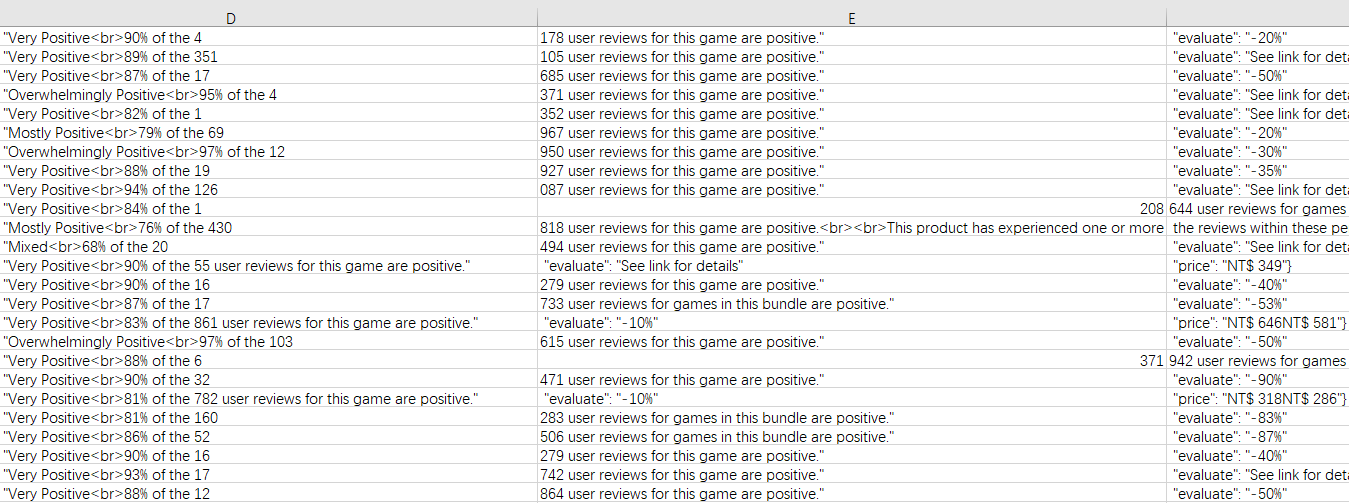 D E
"Very Positive<br>90% of the 4 178 user reviews for this game are positive." "evaluate": "-20%"
"Very Positive<br>89% of the 351 105 user reviews for this game are positive." "evaluate": "See link for deta
"Very Positive<br>87% of the 17 685 user reviews for this game are positive." "evaluate": "-50%"
"Overwhelmingly Positive<br>95% of the 4 371 user reviews for this game are positive." "evaluate": "See link for deta
"Very Positive<br>82% of the 1 352 user reviews for this game are positive." "evaluate": "See link for deta
"Mostly Positive<br>79% of the 69 967 user reviews for this game are positive." "evaluate": "-20%"
"Overwhelmingly Positive<br>97% of the 12 950 user reviews for this game are positive." "evaluate": "-30%"
"Very Positive<br>88% of the 19 927 user reviews for this game are positive." "evaluate": "-35%"
"Very Positive<br>94% of the 126 087 user reviews for this game are positive." "evaluate": "See link for deta
"Very Positive<br>84% of the 1 208 644 user reviews for games
"Mostly Positive<br>76% of the 430 818 user reviews for this game are positive.<br><br>This product has experienced one or more the reviews within these pe
"Mixed<br>68% of the 20 494 user reviews for this game are positive." "evaluate": "See link for deta
"Very Positive<br>90% of the 55 user reviews for this game are positive." "evaluate": "See link for details" "price": "NT$ 349"}
"Very Positive<br>90% of the 16 279 user reviews for this game are positive." "evaluate": "-40%"
"Very Positive<br>87% of the 17 733 user reviews for games in this bundle are positive." "evaluate": "-53%"
"Very Positive<br>83% of the 861 user reviews for this game are positive." "evaluate": "-10%" "price": "NT$ 646NT$ 581"}
"Overwhelmingly Positive<br>97% of the 103 615 user reviews for this game are positive." "evaluate": "-50%"
"Very Positive<br>88% of the 6 371 942 user reviews for games
"Very Positive<br>90% of the 32 471 user reviews for this game are positive." "evaluate": "-90%"
"Very Positive<br>81% of the 782 user reviews for this game are positive." "evaluate": "-10%" "price": "NT$ 318NT$ 286"}
"Very Positive<br>81% of the 160 283 user reviews for games in this bundle are positive." "evaluate": "-83%"
"Very Positive<br>86% of the 52 506 user reviews for games in this bundle are positive." "evaluate": "-87%"
"Very Positive<br>90% of the 16 279 user reviews for this game are positive." "evaluate": "-40%"
"Very Positive<br>93% of the 17 742 user reviews for this game are positive." "evaluate": "See link for deta
"Very Positive<br>88% of the 12 864 user reviews for this game are positive." "evaluate": "-50%"